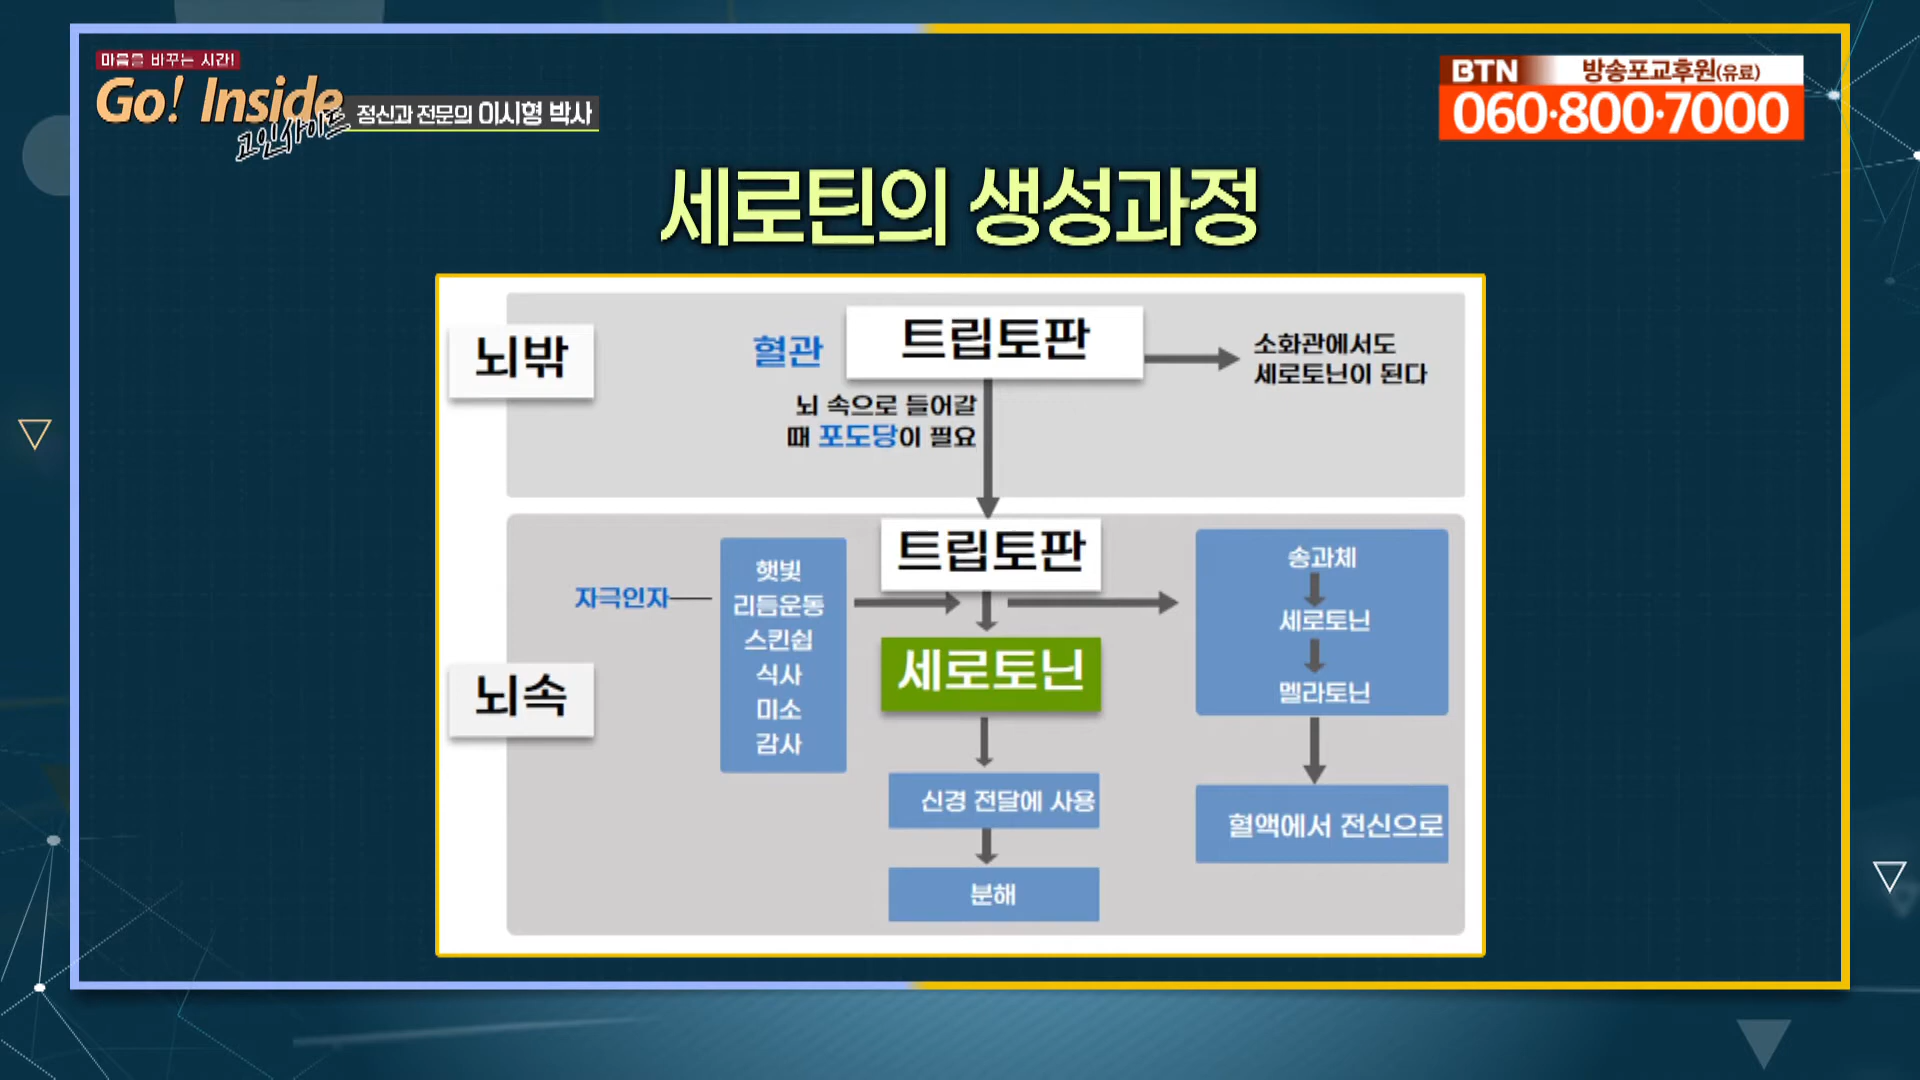 마음을 바꾸는 시간!
Go! Inside
고인사이드
정신과 전문의 이시형 박사
BTN 방송포교후원(유료)
060·800·7000
세로틴의 생성과정
뇌밖
혈관
트립토판
소화관에서도
세로토닌이 된다
뇌 속으로 들어갈
때 포도당이 필요
트립토판
자극인자
햇빛
리듬운동
스킨쉽
식사
미소
감사
송과체
세로토닌
멜라토닌
뇌속
세로토닌
신경 전달에 사용
혈액에서 전신으로
분해